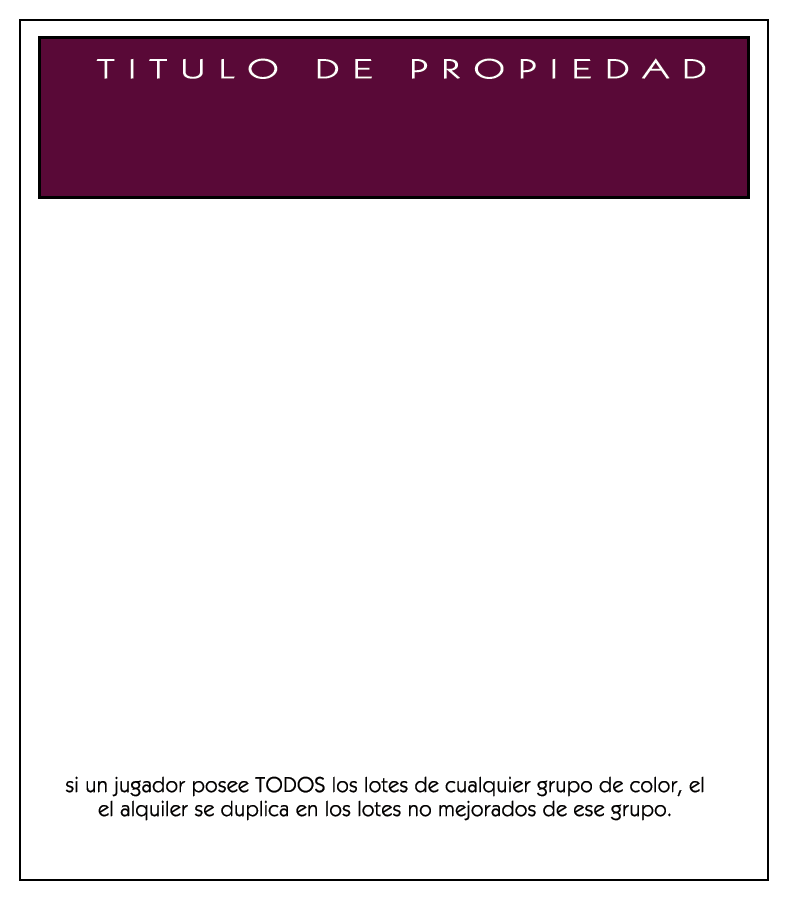 TITULO DE PROPIEDAD
si un jugador posee TODOS los lotes de cualquier grupo de color, el
el alquiler se duplica en los lotes no mejorados de ese grupo.